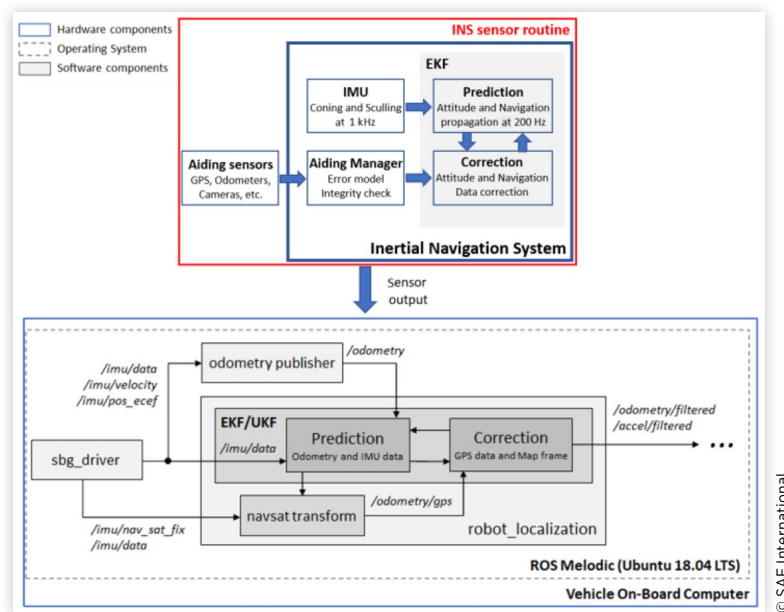 Hardware components
Operating System
Software components
INS sensor routine
EKF
IMU
Coning and Sculling
at 1 kHz
Prediction
Attitude and Navigation
propagation at 200 Hz
Aiding sensors
GPS, Odometers,
Cameras, etc.
Aiding Manager
Error model
Integrity check
Correction
Attitude and Navigation
Data correction
Inertial Navigation System
Sensor
output
odometry publisher
/odometry
/imu/data
/imu/velocity
/imu/pos_ecef
/odometry/filtered
/accel/filtered
EKF/UKF
/imu/data
Prediction
Odometry and IMU data
Correction
GPS data and Map frame
...
sbg_driver
/odometry/gps
navsat transform
/imu/nav_sat_fix
/imu/data
robot_localization
ROS Melodic (Ubuntu 18.04 LTS)
Vehicle On-Board Computer
© SAE International